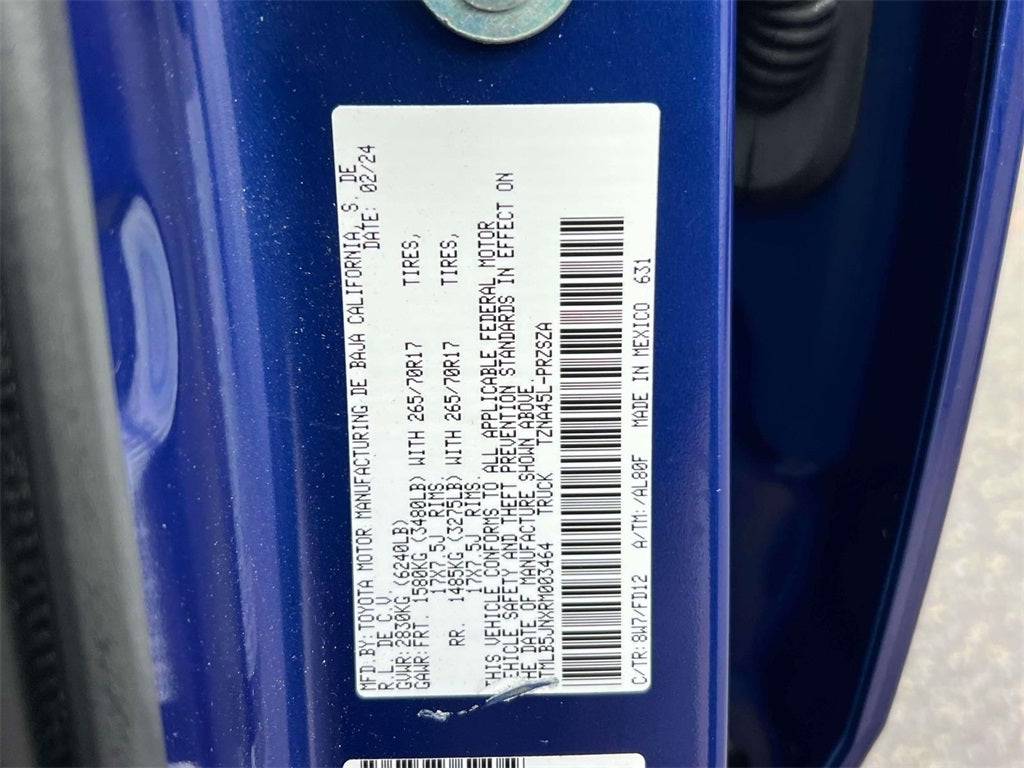 MFD.BY:TOYOTA MOTOR MANUFACTURING DE BAJA CALIFORNIA, S. DE
R.L. DE C.V. DATE: 02/24
GVWR:2830KG (6240LB)
GAWR:FRT. 1580KG (3480LB) WITH 265/70R17 TIRES,
17X7.5J RIMS.
RR. 1485KG (3275LB) WITH 265/70R17 TIRES,
17X7.5J RIMS.
THIS VEHICLE CONFORMS TO ALL APPLICABLE FEDERAL MOTOR
VEHICLE SAFETY AND THEFT PREVENTION STANDARDS IN EFFECT ON
THE DATE OF MANUFACTURE SHOWN ABOVE.
3TMLB5JNXRM003464 TRUCK TZNA45L-PRZSZA
C/TR:8W7/FD12 A/TM:/AL80F MADE IN MEXICO 631